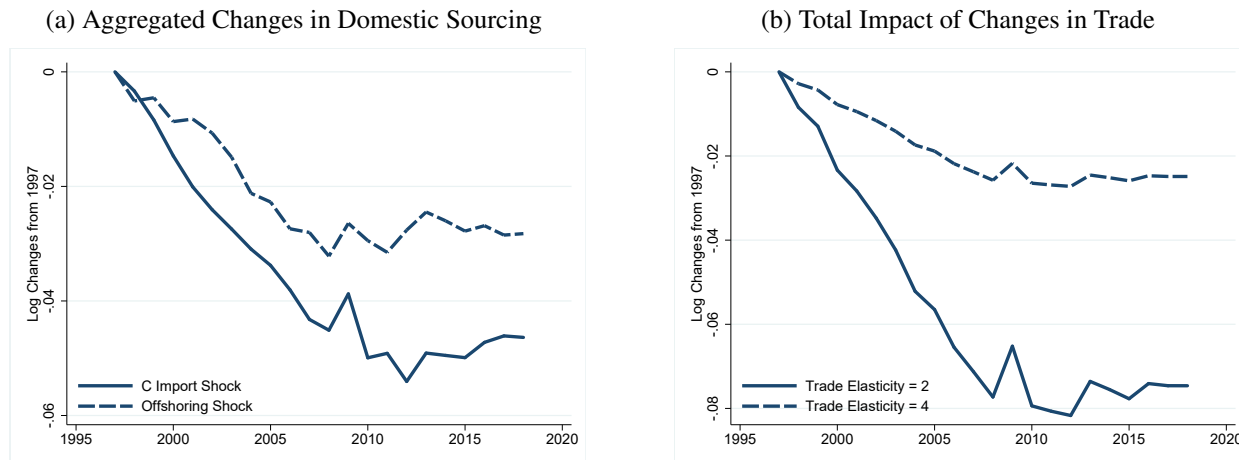 (a) Aggregated Changes in Domestic Sourcing
Log Changes from 1997
0
-.02
-.04
-.06
C Import Shock
Offshoring Shock
1995 2000 2005 2010 2015 2020
(b) Total Impact of Changes in Trade
Log Changes from 1997
0
-.02
-.04
-.06
-.08
Trade Elasticity = 2
Trade Elasticity = 4
1995 2000 2005 2010 2015 2020